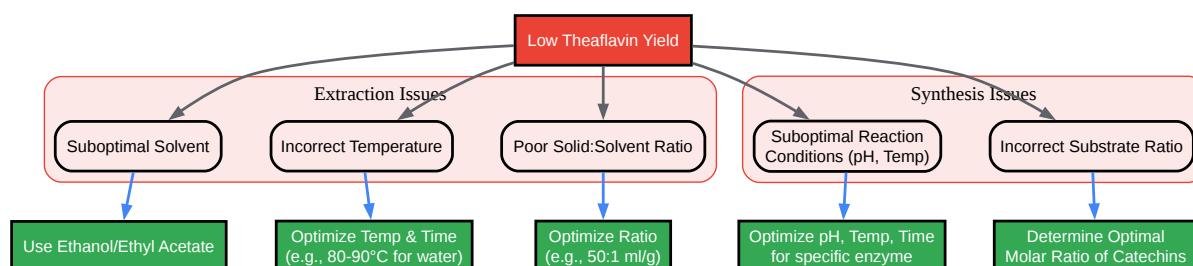 Low Theaflavin Yield
Extraction Issues
Synthesis Issues
Suboptimal Solvent
Incorrect Temperature
Poor Solid:Solvent Ratio
Suboptimal Reaction
Conditions (pH, Temp)
Incorrect Substrate Ratio
Use Ethanol/Ethyl Acetate
Optimize Temp & Time
(e.g., 80-90°C for water)
Optimize Ratio
(e.g., 50:1 ml/g)
Optimize pH, Temp, Time
for specific enzyme
Determine Optimal
Molar Ratio of Catechins